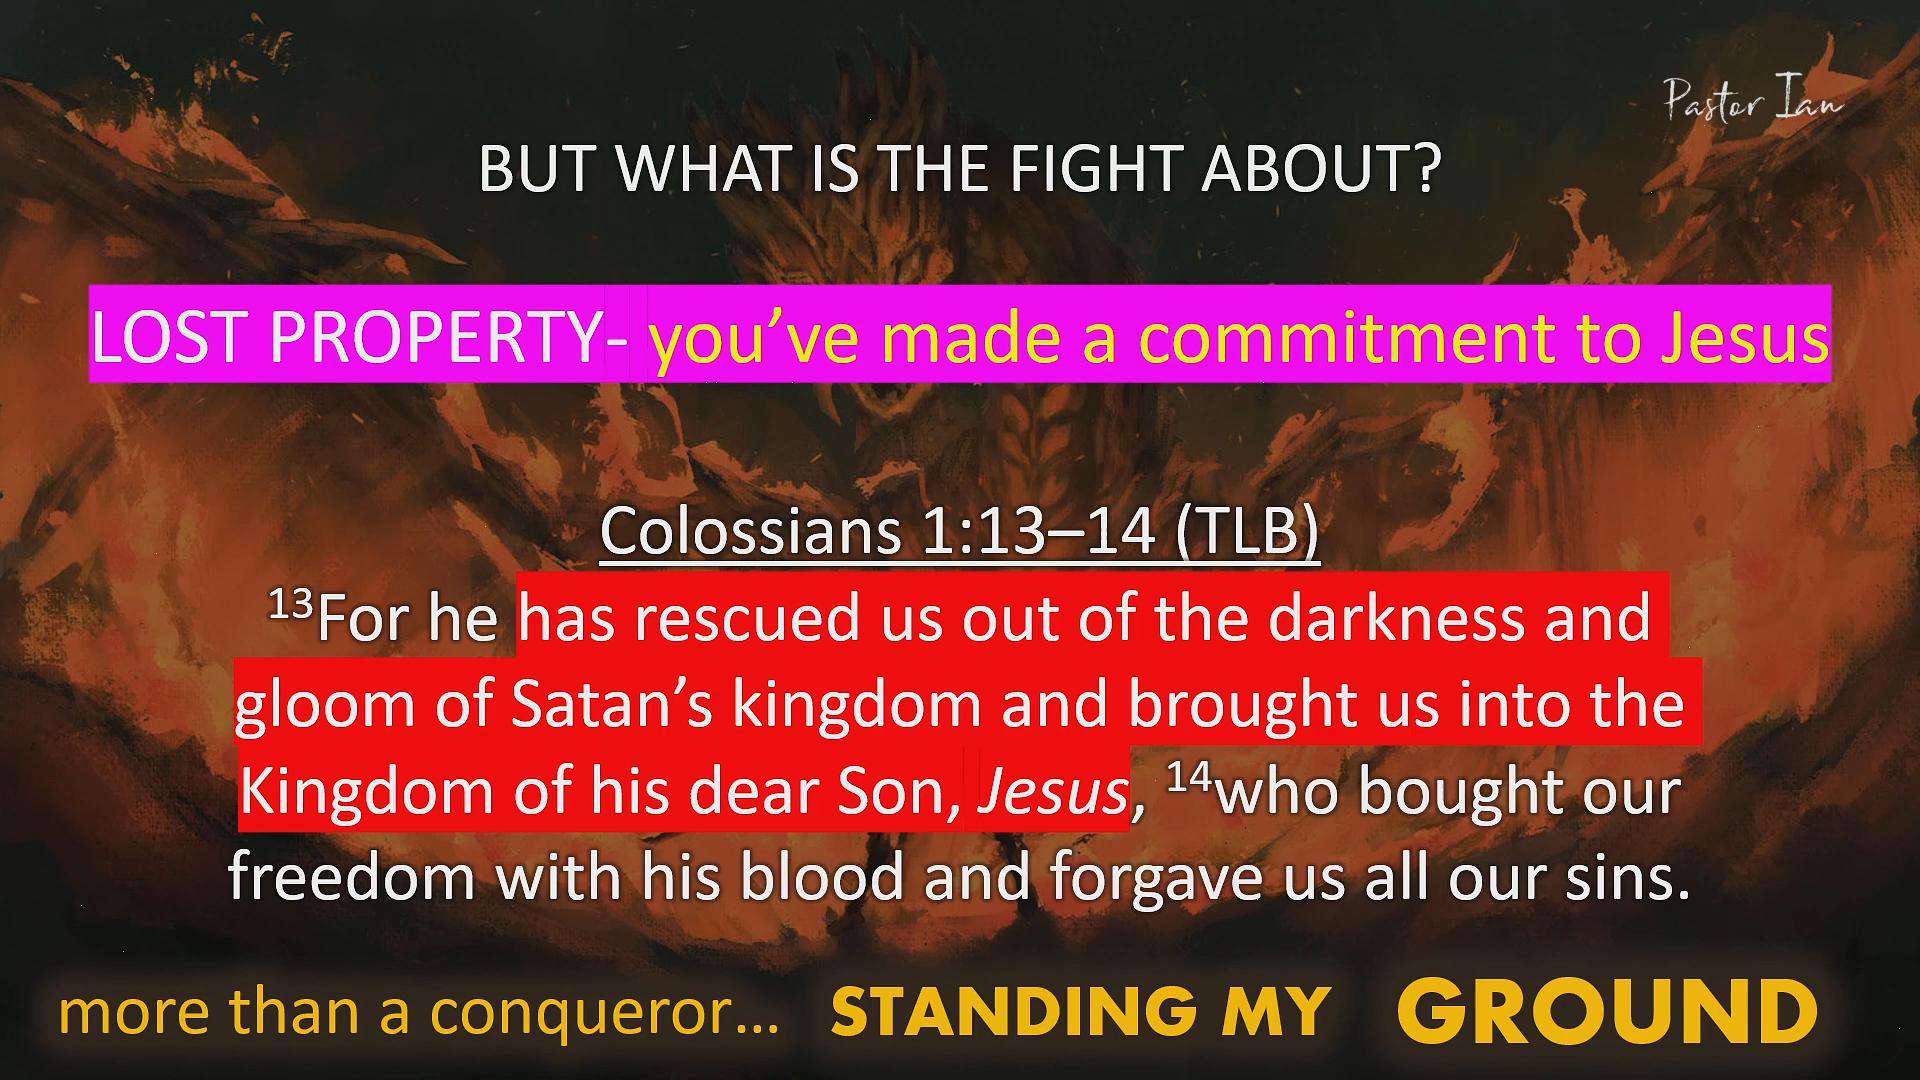 Pastor Ian
BUT WHAT IS THE FIGHT ABOUT?
LOST PROPERTY- you’ve made a commitment to Jesus
Colossians 1:13–14 (TLB)
¹³For he has rescued us out of the darkness and
gloom of Satan’s kingdom and brought us into the
Kingdom of his dear Son, Jesus, ¹⁴who bought our
freedom with his blood and forgave us all our sins.
more than a conqueror... STANDING MY GROUND